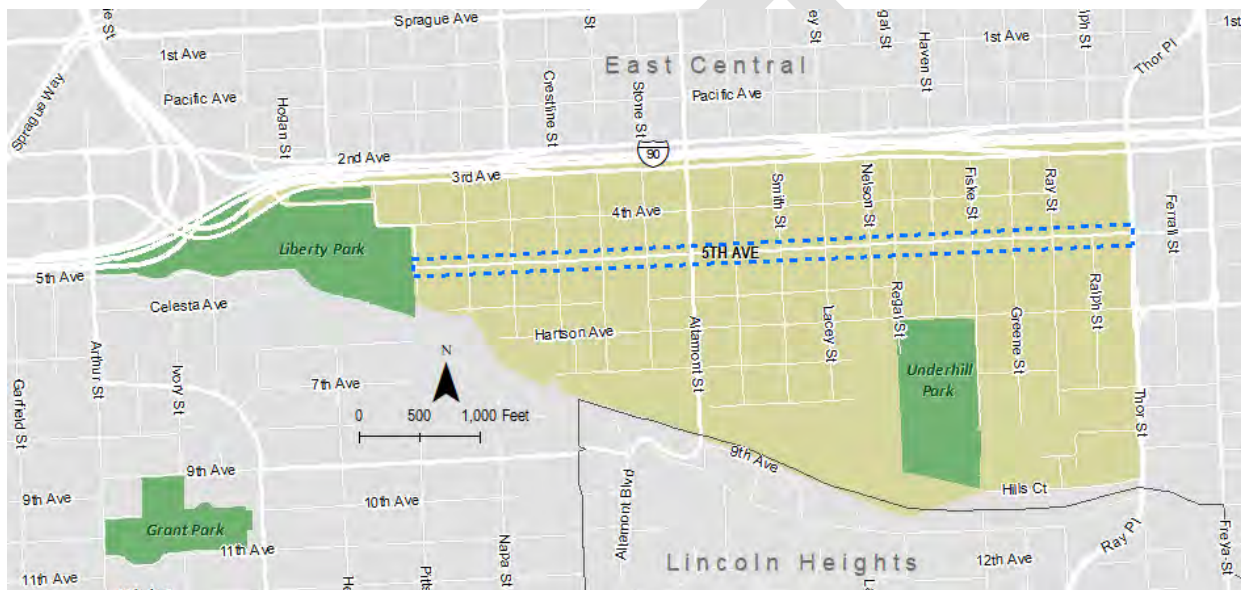 Sprague Ave
St
1st Ave
1st
1st Ave
Thor Pl
East Central
Haven St
Sprague Way
Pacific Ave
Pacific Ave
Crestline St
Stone St
Hogan St
2nd Ave
90
3rd Ave
Smith St
Nelson St
Fiske St
Ray St
4th Ave
Ferrall St
Liberty Park
5TH AVE
5th Ave
Celesta Ave
Hartson Ave
Altamont St
Lacey St
Regal St
Greene St
Ralph St
N
Underhill
Park
Arthur St
Ivory St
Garfield St
7th Ave
0 500 1,000 Feet
Thor St
9th Ave
9th Ave
9th Ave
10th Ave
Hills Ct
Altamont Blvd
Grant Park
11th Ave
11th Ave
Napa St
Lincoln Heights
12th Ave
Ray Pl
Freya St